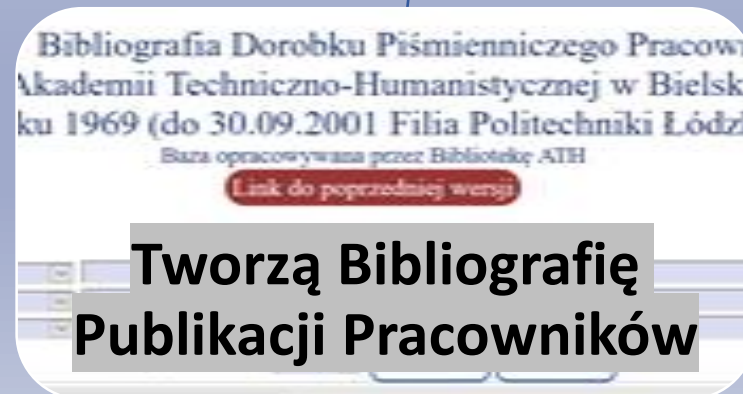 Bibliografia Dorobku Piśmienniczego Pracow
Akademii Techniczno-Humanistycznej w Bielsk
ku 1969 (do 30.09.2001 Filia Politechniki Łódz
Baza opracowywana przez Bibliotekę ATH
Link do poprzedniej wersji
Tworzą Bibliografię
Publikacji Pracowników